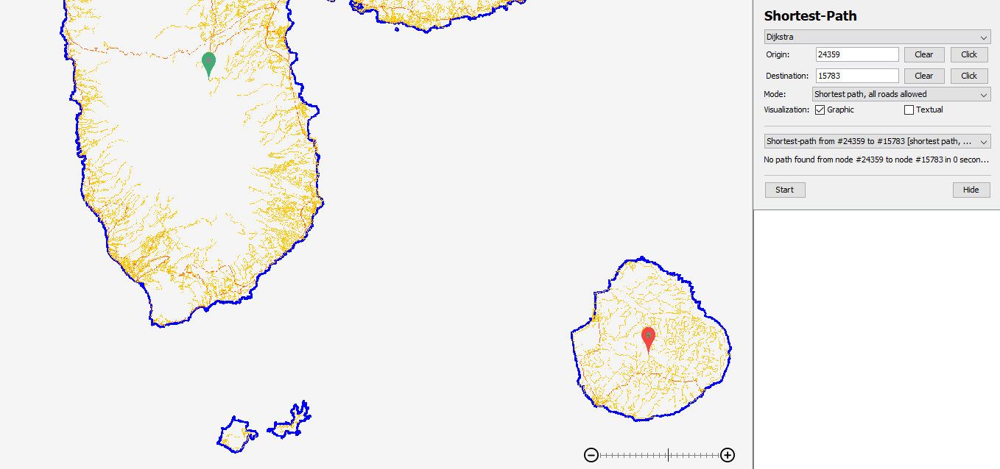 Shortest-Path
Dijkstra
Origin: 24359 Clear Click
Destination: 15783 Clear Click
Mode: Shortest path, all roads allowed
Visualization: Graphic Textual
Shortest-path from #24359 to #15783 [shortest path, ...
No path found from node #24359 to node #15783 in 0 secon...
Start Hide